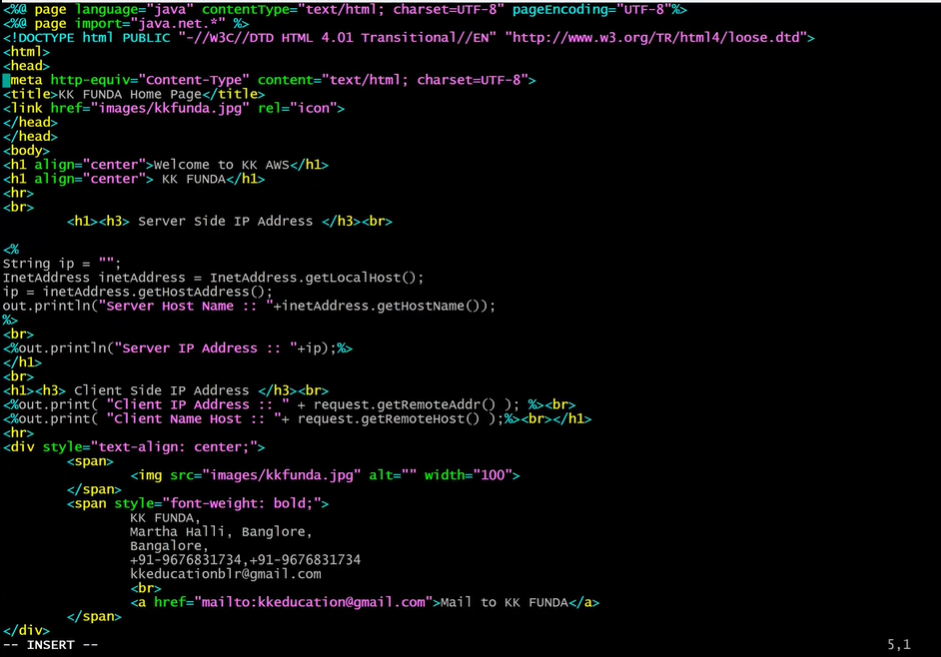 <%@ page language="java" contentType="text/html; charset=UTF-8" pageEncoding="UTF-8"%>
<%@ page import="java.net.*" %>
<!DOCTYPE html PUBLIC "-//W3C//DTD HTML 4.01 Transitional//EN" "http://www.w3.org/TR/html4/loose.dtd">
<html>
<head>
meta http-equiv="Content-Type" content="text/html; charset=UTF-8">
<title>KK FUNDA Home Page</title>
<link href="images/kkfunda.jpg" rel="icon">
</head>
</head>
<body>
<h1 align="center">Welcome to KK AWS</h1>
<h1 align="center"> KK FUNDA</h1>
<hr>
<br>
        <h1><h3> Server Side IP Address </h3><br>

<%
String ip = "";
InetAddress inetAddress = InetAddress.getLocalHost();
ip = inetAddress.getHostAddress();
out.println("Server Host Name :: "+inetAddress.getHostName());
%>
<br>
<%out.println("Server IP Address :: "+ip);%>
</h1>
<br>
<h1><h3> Client Side IP Address </h3><br>
<%out.print( "Client IP Address :: " + request.getRemoteAddr() ); %><br>
<%out.print( "Client Name Host :: "+ request.getRemoteHost() );%><br></h1>
<hr>
<div style="text-align: center;">
        <span>
                <img src="images/kkfunda.jpg" alt="" width="100">
        </span>
        <span style="font-weight: bold;">
                KK FUNDA,
                Martha Halli, Banglore,
                Bangalore,
                +91-9676831734,+91-9676831734
                kkeducationblr@gmail.com
                <br>
                <a href="mailto:kkeducation@gmail.com">Mail to KK FUNDA</a>
        </span>
</div>
-- INSERT -- 5,1